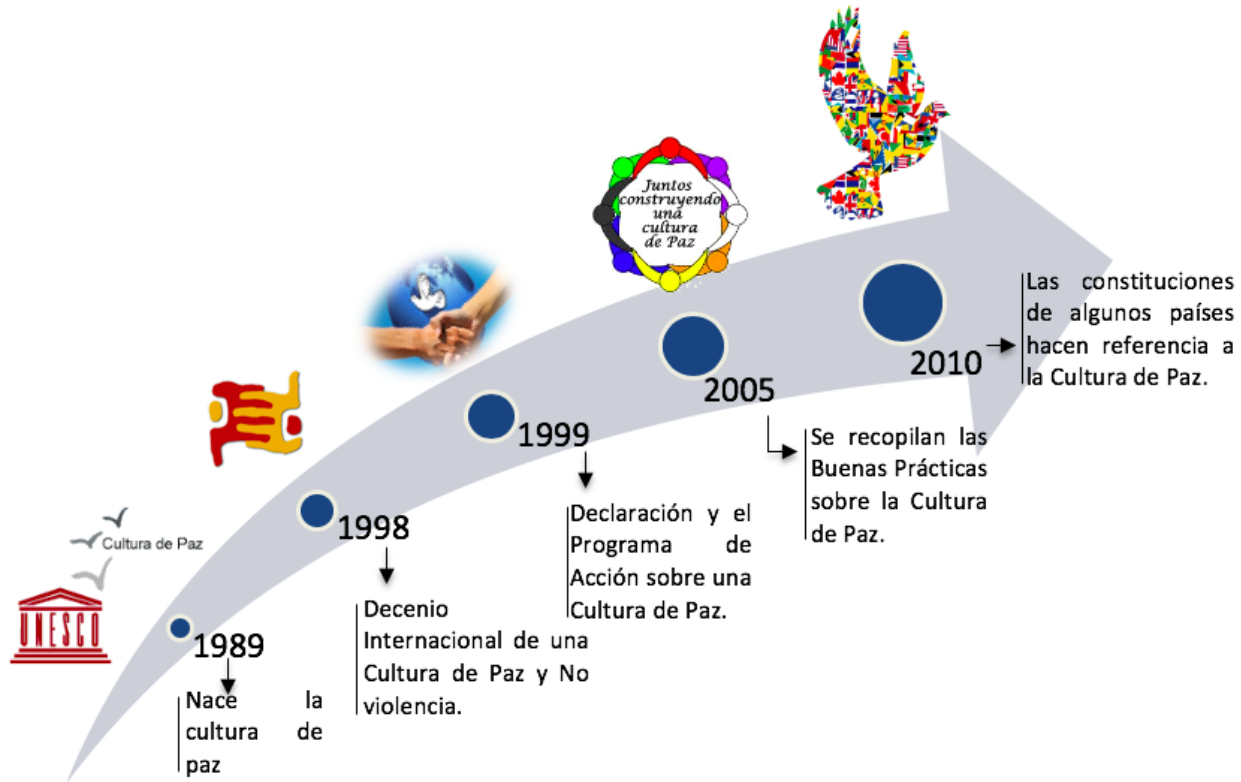 UNESCO
Cultura de Paz
1989
Nace la
cultura de
paz
1998
Decenio
Internacional de una
Cultura de Paz y No
violencia.
1999
Declaración y el
Programa de
Acción sobre una
Cultura de Paz.
Juntos
construyendo
una
cultura
de Paz
2005
Se recopilan las
Buenas Prácticas
sobre la Cultura
de Paz.
2010
Las constituciones
de algunos países
hacen referencia a
la Cultura de Paz.